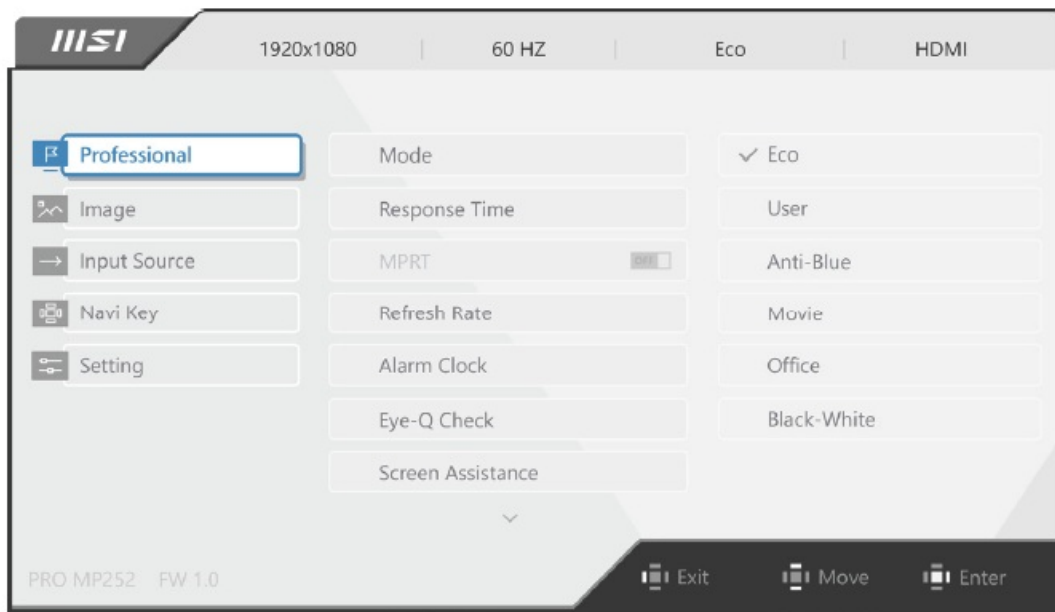 msi
1920x1080 60 HZ Eco HDMI
Professional
Image
Input Source
Navi Key
Setting
Mode
Response Time
MPRT OFF
Refresh Rate
Alarm Clock
Eye-Q Check
Screen Assistance
✓ Eco
User
Anti-Blue
Movie
Office
Black-White
PRO MP252 FW 1.0
Exit Move Enter